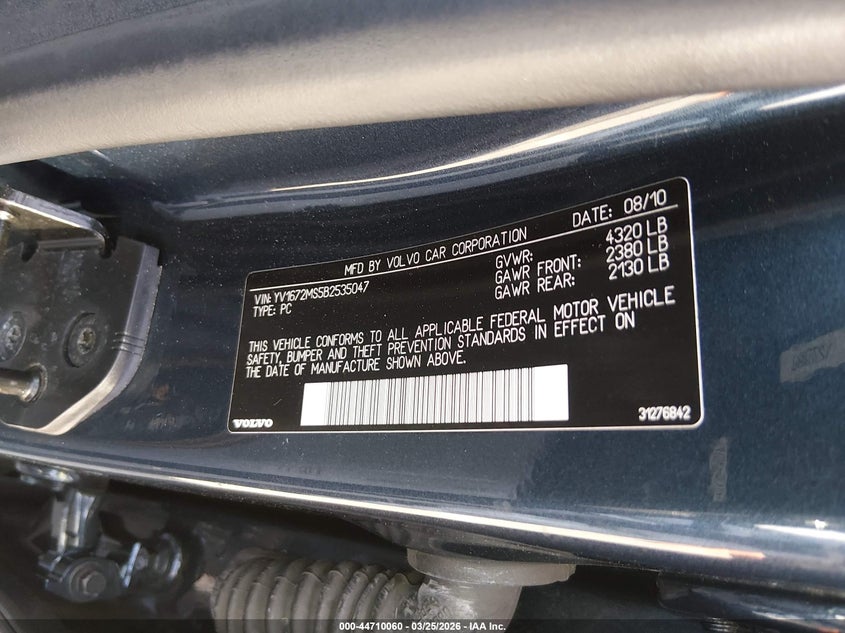 MFD BY VOLVO CAR CORPORATION DATE: 08/10
VIN: YV1672MS5B2535047
TYPE: PC
GVWR: 4320 LB
GAWR FRONT: 2380 LB
GAWR REAR: 2130 LB
THIS VEHICLE CONFORMS TO ALL APPLICABLE FEDERAL MOTOR VEHICLE
SAFETY, BUMPER AND THEFT PREVENTION STANDARDS IN EFFECT ON
THE DATE OF MANUFACTURE SHOWN ABOVE.
VOLVO
31276842
000-44710060 - 03/25/2026 - IAA Inc.